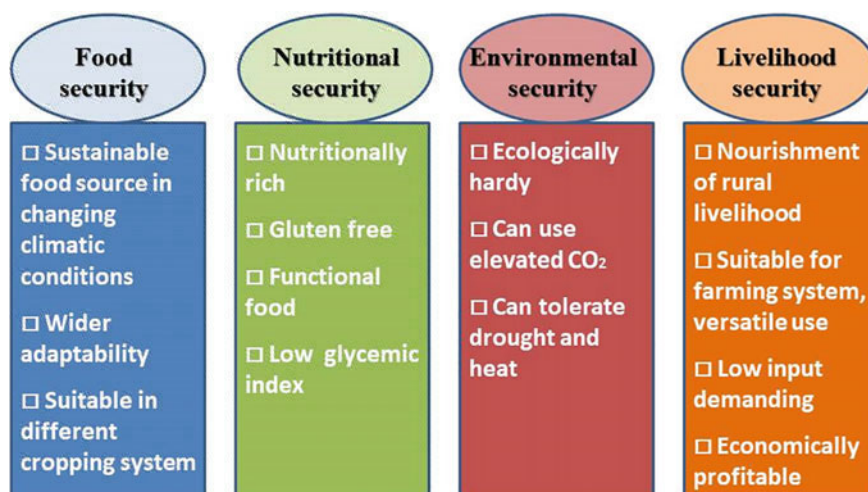 Food
security
☐ Sustainable
food source in
changing
climatic
conditions
☐ Wider
adaptability
☐ Suitable in
different
cropping system
Nutritional
security
☐ Nutritionally
rich
☐ Gluten free
☐ Functional
food
☐ Low glycemic
index
Environmental
security
☐ Ecologically
hardy
☐ Can use
elevated CO₂
☐ Can tolerate
drought and
heat
Livelihood
security
☐ Nourishment
of rural
livelihood
☐ Suitable for
farming system,
versatile use
☐ Low input
demanding
☐ Economically
profitable